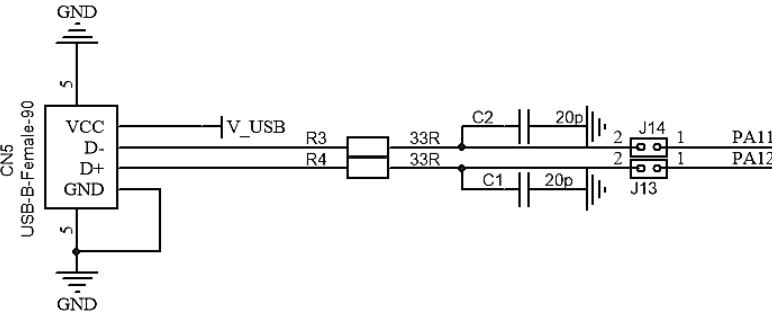 GND
5
CN5
USB-B-Female-90
VCC
V_USB
C2
20p
D-
R3
33R
2
J14
1
PA11
D+
R4
33R
2
1
PA12
GND
C1
20p
J13
5
GND